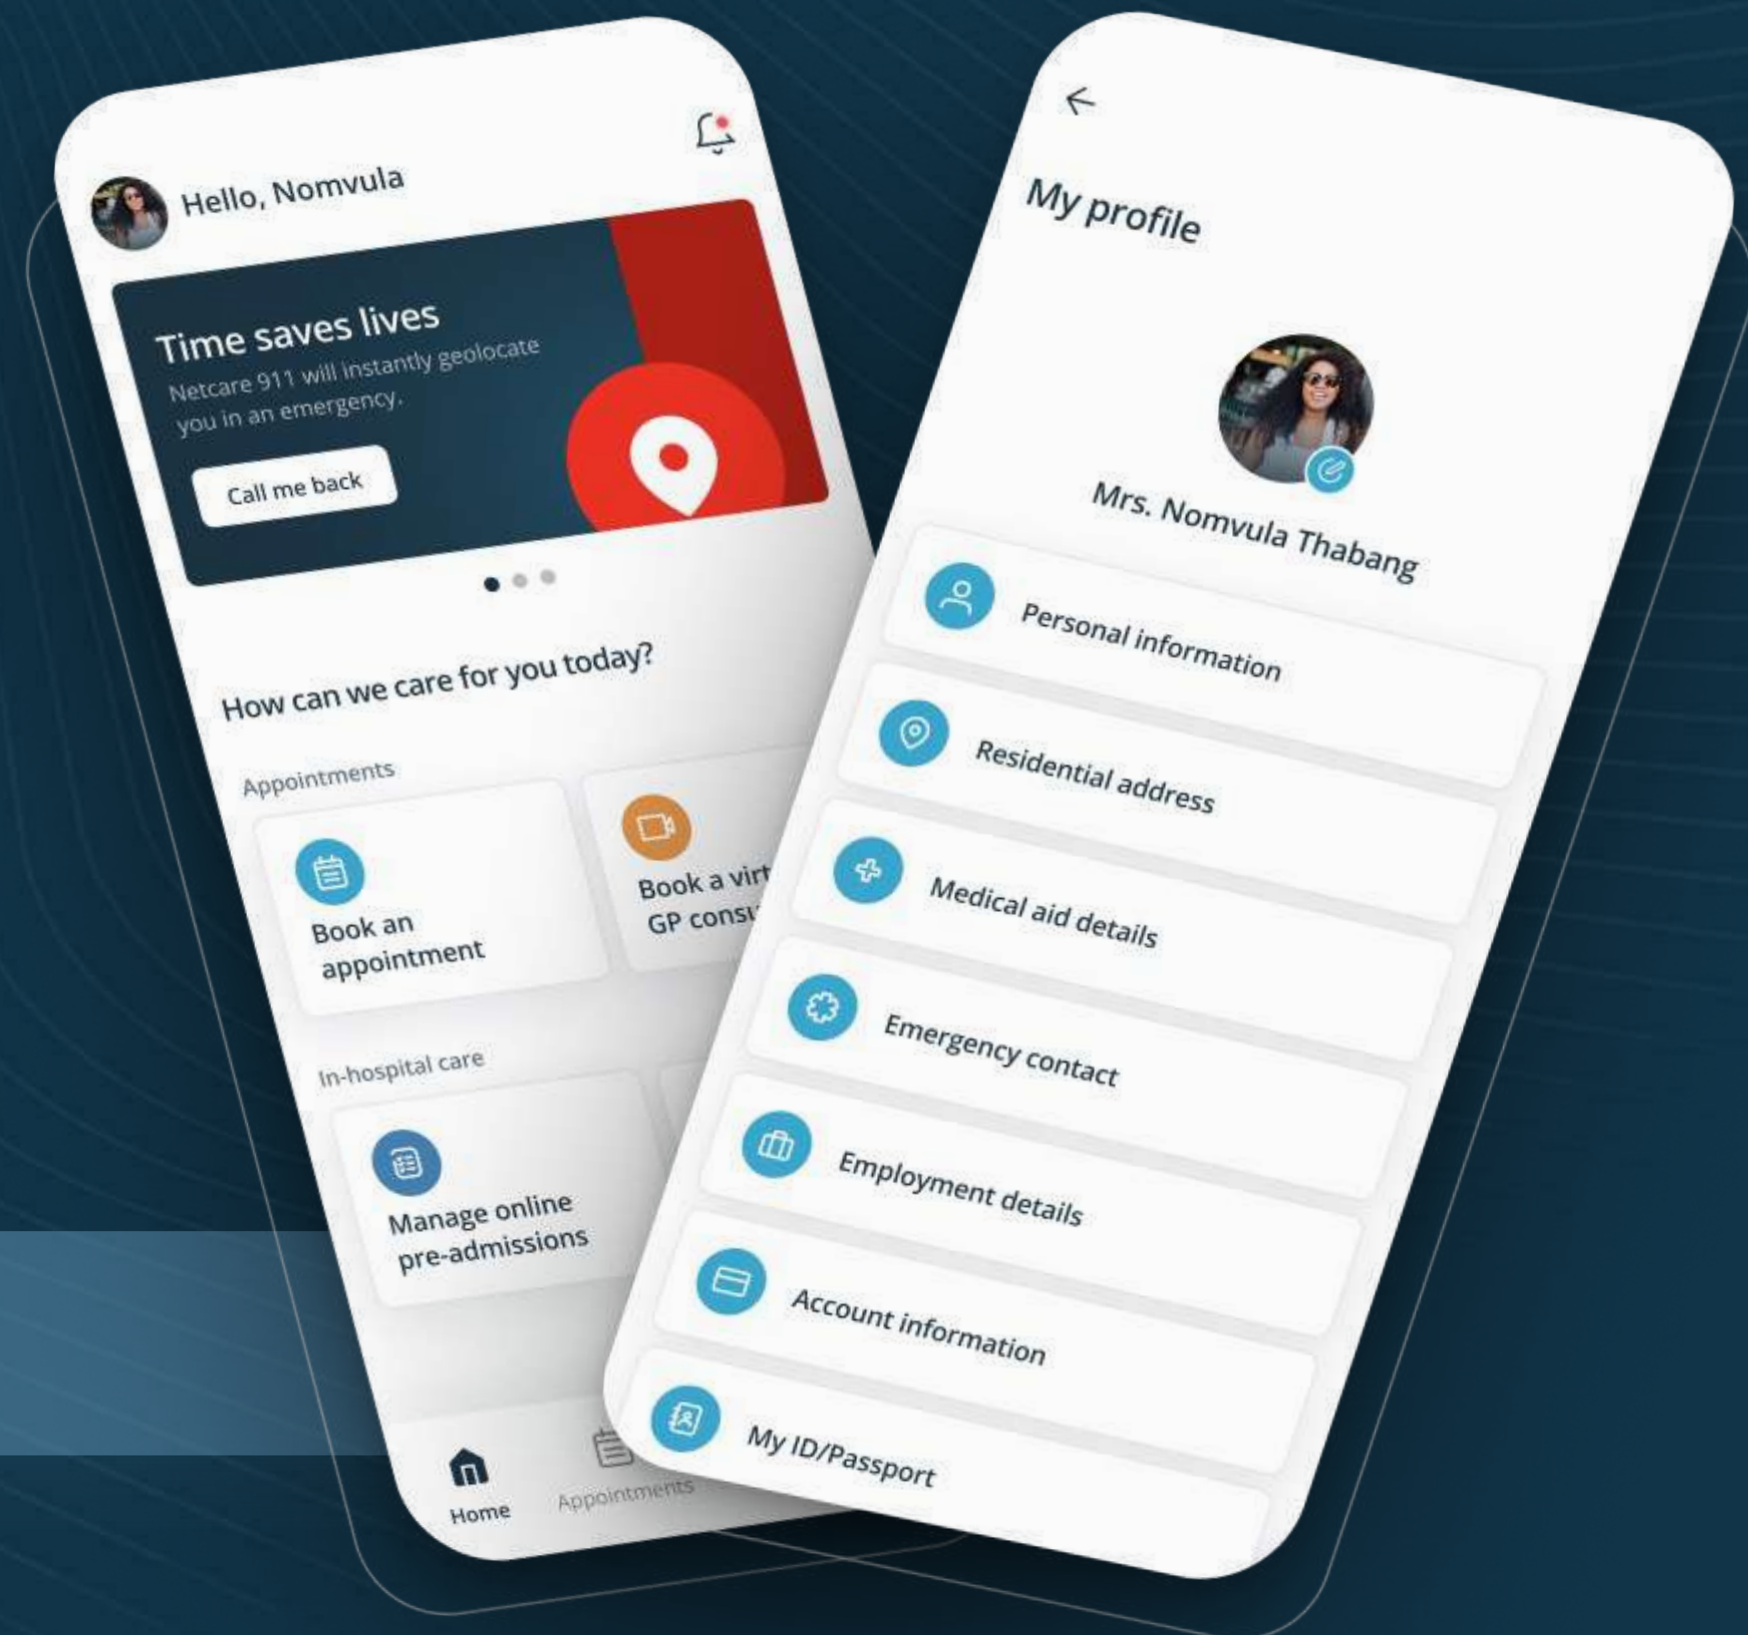 Hello, Nomvula
Time saves lives
Netcare 911 will instantly geolocate
you in an emergency.
Call me back
How can we care for you today?
Appointments
Book an
appointment
Book a
GP
In-hospital care
Manage online
pre-admissions
Home
Appointments
My profile
Mrs. Nomvula Thabang
Personal information
Residential address
Medical aid details
Emergency contact
Employment details
Account information
My ID/Passport